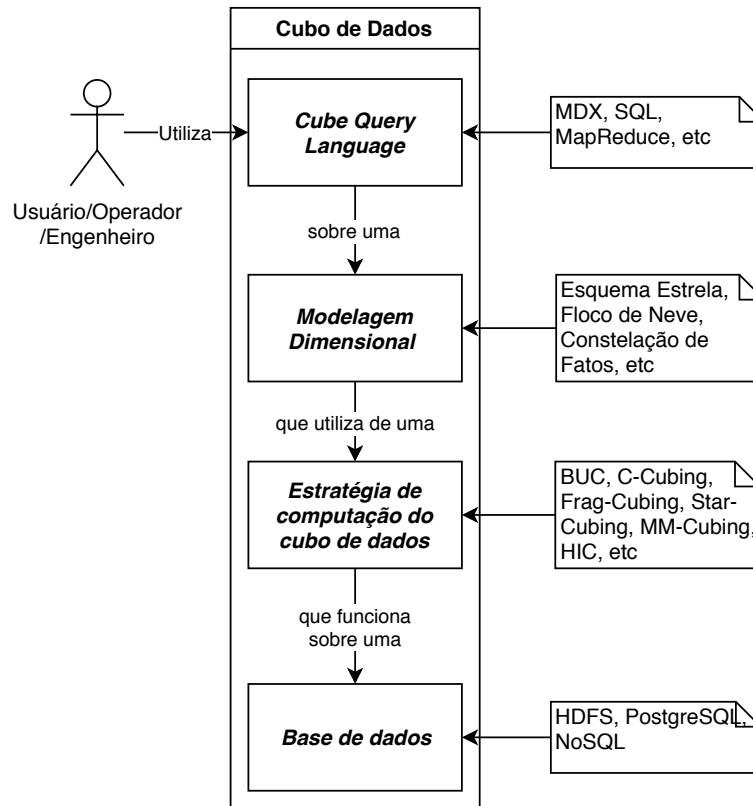 Cubo de Dados
Utiliza
Usuário/Operador
/Engenheiro
Cube Query
Language
MDX, SQL,
MapReduce, etc
sobre uma
Modelagem
Dimensional
Esquema Estrela,
Floco de Neve,
Constelação de
Fatos, etc
que utiliza de uma
Estratégia de
computação do
cubo de dados
BUC, C-Cubing,
Frag-Cubing, Star-
Cubing, MM-Cubing,
HIC, etc
que funciona
sobre uma
Base de dados
HDFS, PostgreSQL,
NoSQL